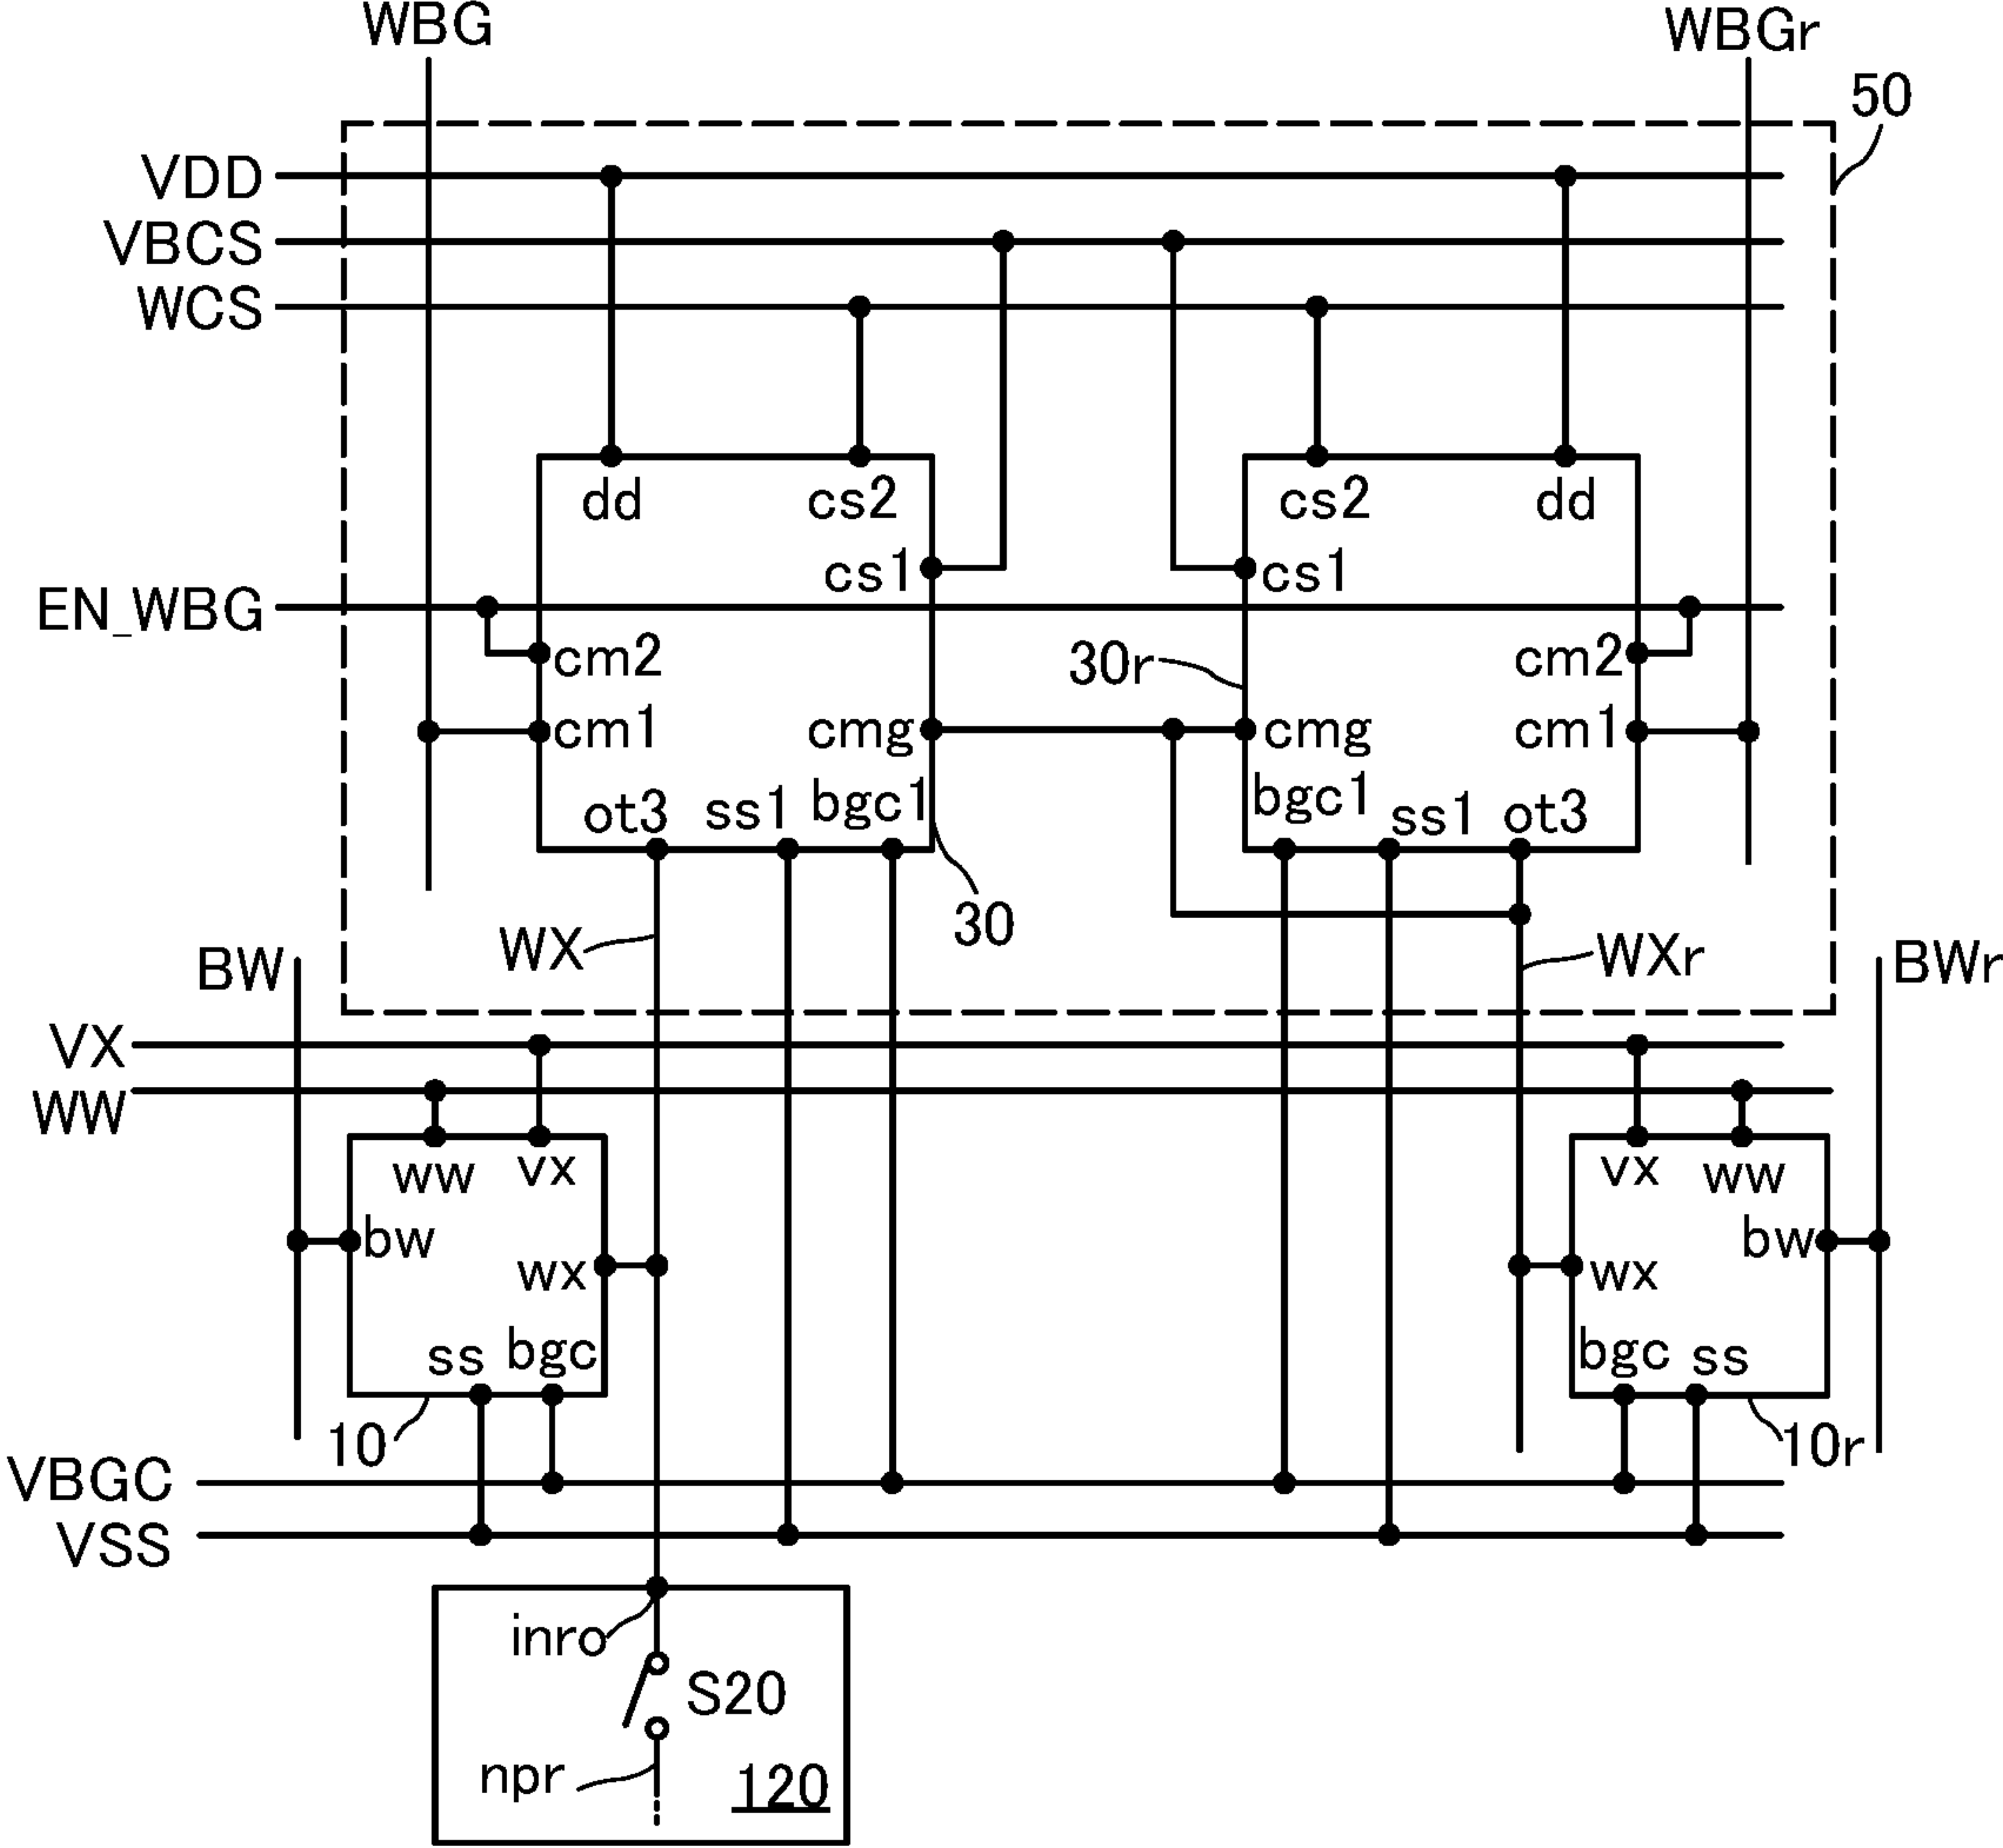 WBG
WBGr
50
VDD
VBCS
WCS
dd
cs2
cs2
dd
cs1
cs1
EN_WBG
cm2
30r
cm2
cm1
cmg
cmg
cm1
ot3
ss1
bgc1
bgc1
ss1
ot3
30
WX
WXr
BW
BWr
VX
WW
ww
vx
vx
ww
bw
bw
wx
wx
ss
bgc
bgc
ss
10
10r
VBGC
VSS
inro
S20
npr
120